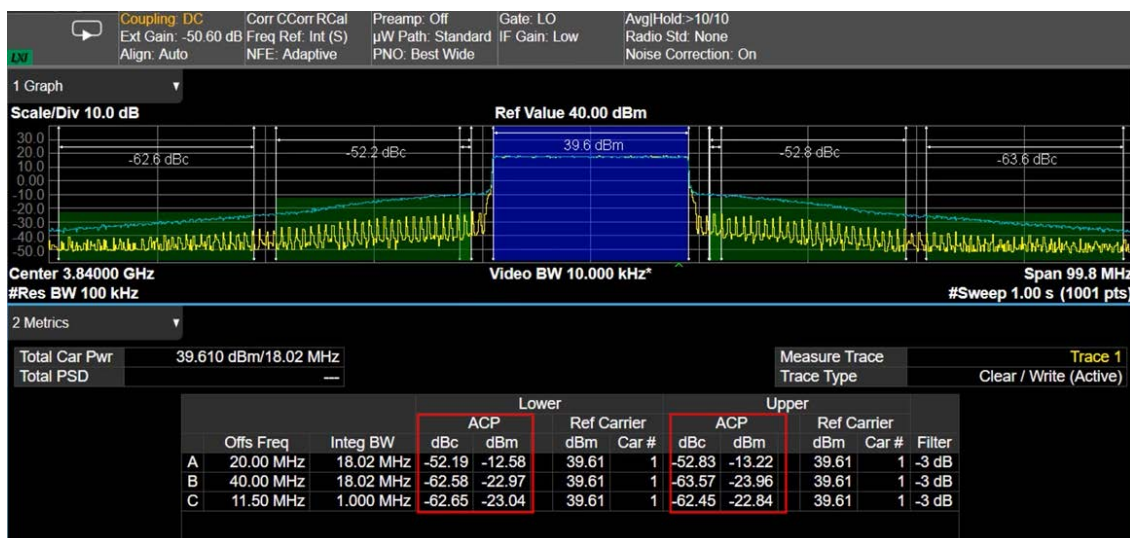 Coupling: DC Corr CCorr RCal Preamp: Off Gate: LO Avg|Hold:>10/10
Ext Gain: -50.60 dB Freq Ref: Int (S) µW Path: Standard IF Gain: Low Radio Std: None
LXI Align: Auto NFE: Adaptive PNO: Best Wide Noise Correction: On
1 Graph
Scale/Div 10.0 dB Ref Value 40.00 dBm
30.0
20.0
10.0
0.00
-10.0
-20.0
-30.0
-40.0
-50.0
-62.6 dBc -52.2 dBc 39.6 dBm -52.8 dBc -63.6 dBc
Center 3.84000 GHz Video BW 10.000 kHz* Span 99.8 MHz
#Res BW 100 kHz #Sweep 1.00 s (1001 pts)
2 Metrics
Total Car Pwr 39.610 dBm/18.02 MHz Measure Trace Trace 1
Total PSD ---- Trace Type Clear / Write (Active)
Lower Upper
ACP Ref Carrier ACP Ref Carrier
Offs Freq Integ BW dBc dBm dBm Car # dBc dBm dBm Car # Filter
A 20.00 MHz 18.02 MHz -52.19 -12.58 39.61 1 -52.83 -13.22 39.61 1 -3 dB
B 40.00 MHz 18.02 MHz -62.58 -22.97 39.61 1 -63.57 -23.96 39.61 1 -3 dB
C 11.50 MHz 1.000 MHz -62.65 -23.04 39.61 1 -62.45 -22.84 39.61 1 -3 dB